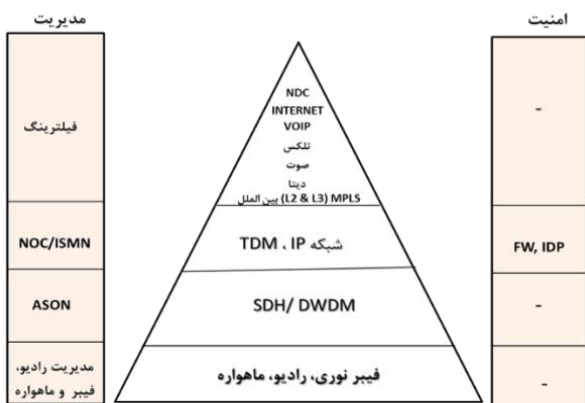 مدیریت
امنیت
NDC
INTERNET
VOIP
تلکس
صوت
دیتا
بین الملل (L2 & L3) MPLS
فیلترینگ
-
NOC/ISMN
شبکه TDM ، IP
FW, IDP
ASON
SDH/ DWDM
-
مدیریت رادیو،
فیبر و ماهواره
فیبر نوری، رادیو، ماهواره
-